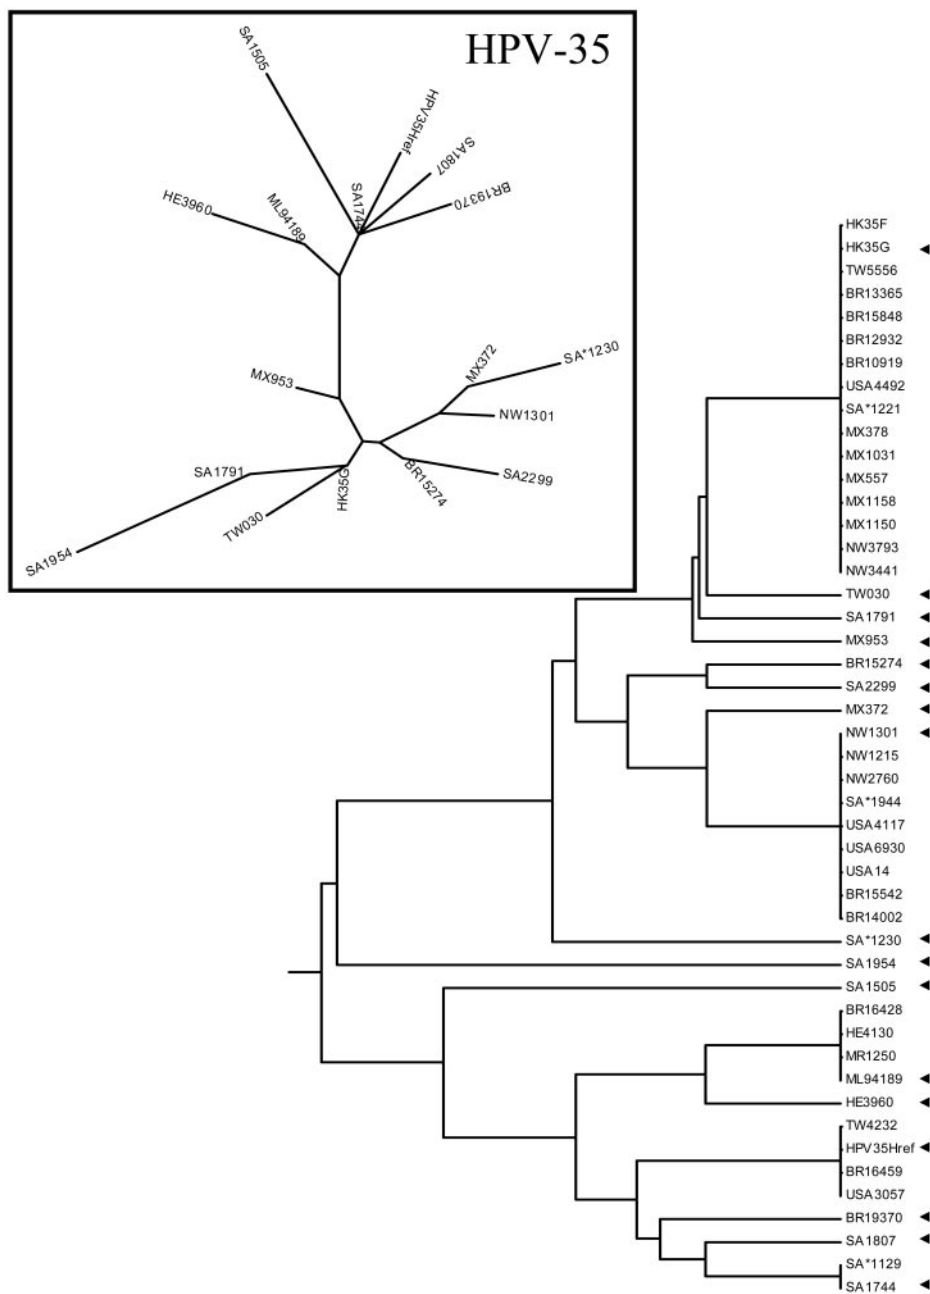 HPV-35
SA1505
HPV35Href
SA1807
SA1744
BR19370
HE3960
ML94189
MX372
SA*1230
MX953
NW1301
SA1791
HK35G
BR15274
SA2299
TW030
SA1954
HK35F
HK35G
TW5556
BR13365
BR15848
BR12932
BR10919
USA4492
SA*1221
MX378
MX1031
MX557
MX1158
MX1150
NW3793
NW3441
TW030
SA1791
MX953
BR15274
SA2299
MX372
NW1301
NW1215
NW2760
SA*1944
USA4117
USA6930
USA14
BR15542
BR14002
SA*1230
SA1954
SA1505
BR16428
HE4130
MR1250
ML94189
HE3960
TW4232
HPV35Href
BR16459
USA3057
BR19370
SA1807
SA*1129
SA1744